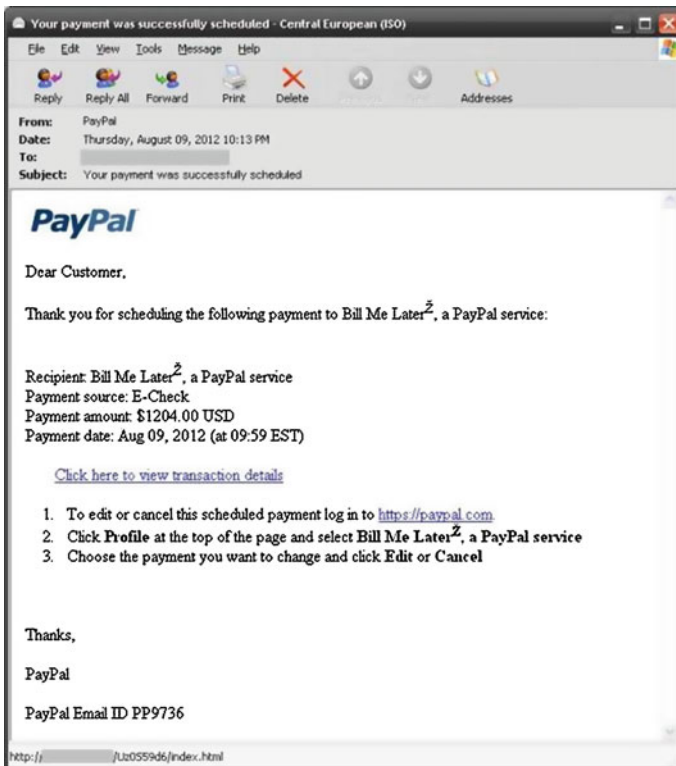 Your payment was successfully scheduled - Central European (ISO)
File Edit View Tools Message Help
Reply Reply All Forward Print Delete Addresses
From: PayPal
Date: Thursday, August 09, 2012 10:13 PM
To:
Subject: Your payment was successfully scheduled
PayPal
Dear Customer,
Thank you for scheduling the following payment to Bill Me LaterŽ, a PayPal service:
Recipient: Bill Me LaterŽ, a PayPal service
Payment source: E-Check
Payment amount: $1204.00 USD
Payment date: Aug 09, 2012 (at 09:59 EST)
Click here to view transaction details
1. To edit or cancel this scheduled payment log in to https://paypal.com.
2. Click Profile at the top of the page and select Bill Me LaterŽ, a PayPal service
3. Choose the payment you want to change and click Edit or Cancel
Thanks,
PayPal
PayPal Email ID PP9736
http:// /Uz0559d6/index.html